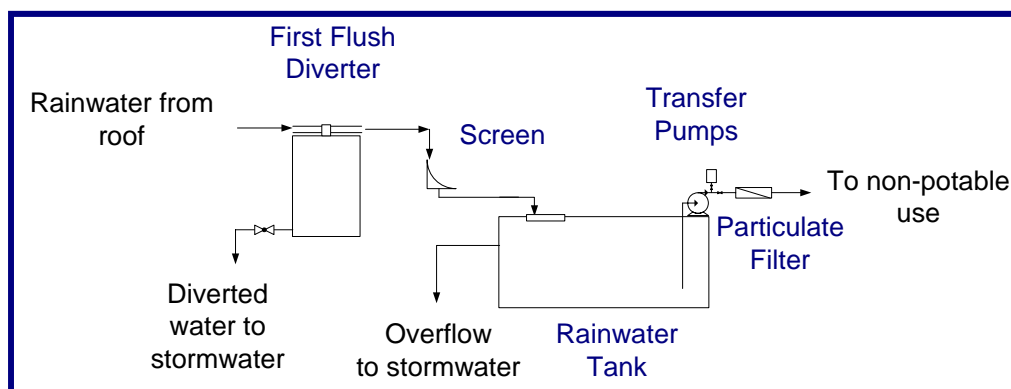 First Flush
Diverter
Rainwater from
roof
Screen
Transfer
Pumps
To non-potable
use
Particulate
Filter
Diverted
water to
stormwater
Overflow
to stormwater
Rainwater
Tank